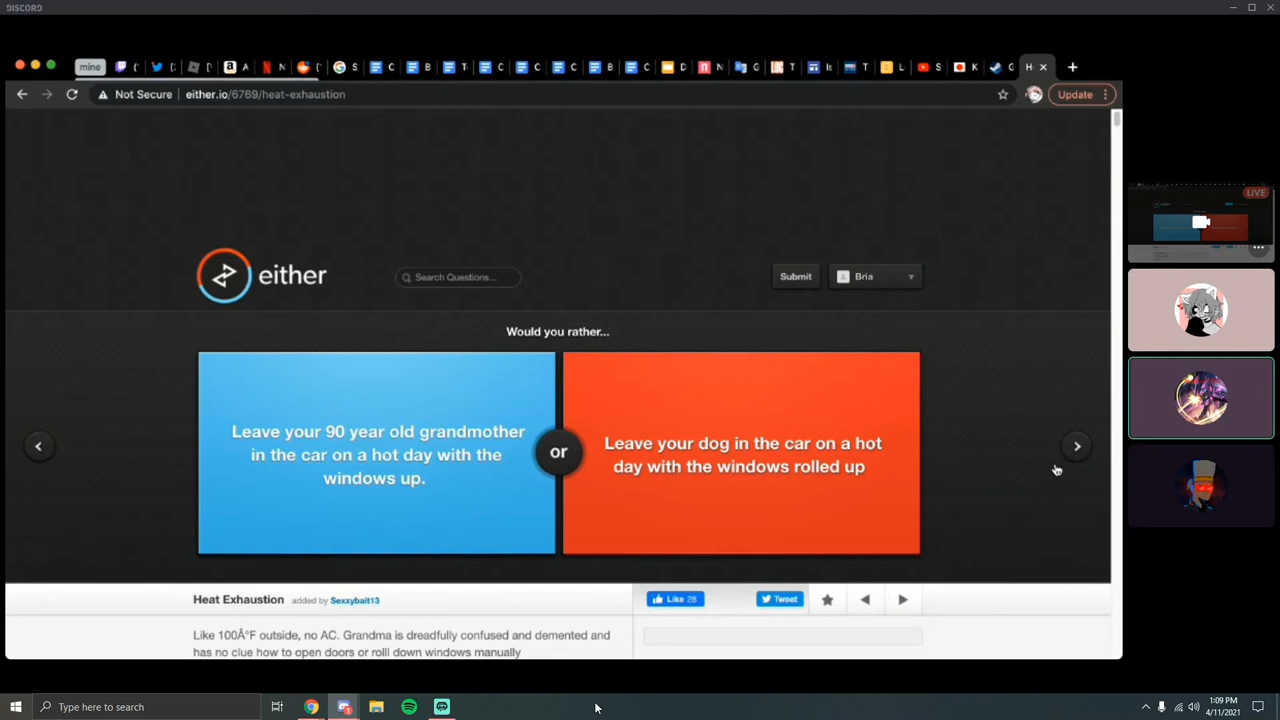 DISCORD
mine
Not Secure
either.io/6769/heat-exhaustion
Update
LIVE
either
Search Questions...
Submit
Bria
Would you rather...
Leave your 90 year old grandmother
in the car on a hot day with the
windows up.
or
Leave your dog in the car on a hot
day with the windows rolled up
Heat Exhaustion
added by Sexxybait13
Like 28
Tweet
Like 100Â°F outside, no AC. Grandma is dreadfully confused and demented and
has no clue how to open doors or rolll down windows manually
Type here to search
1:09 PM
4/11/2021